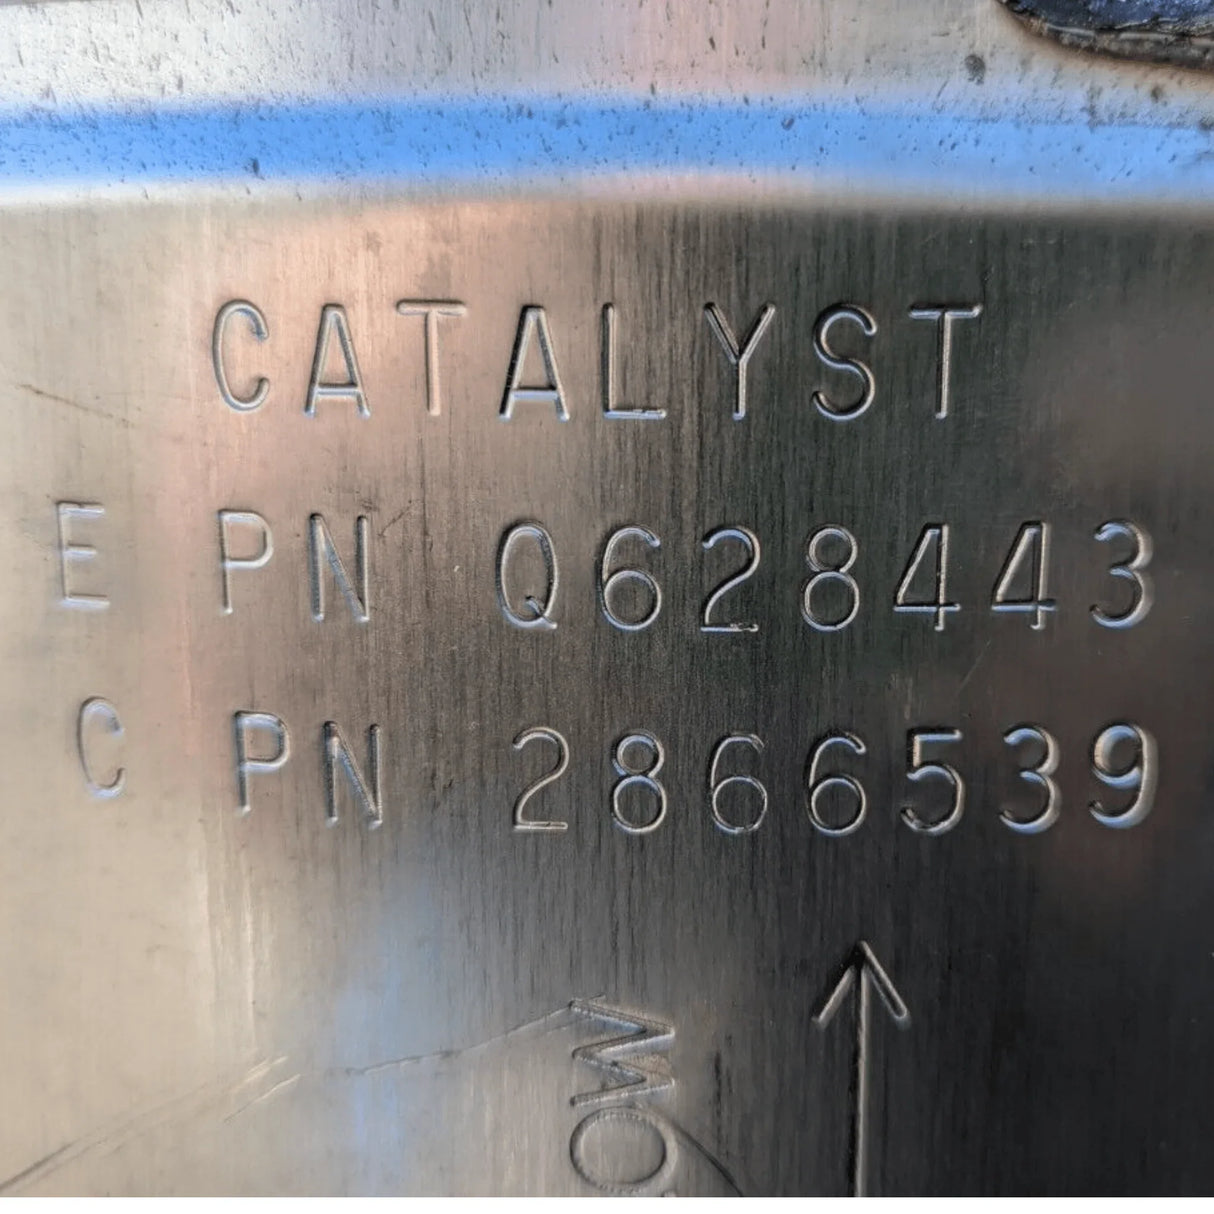 CATALYST
E PN Q628443
C PN 2866539